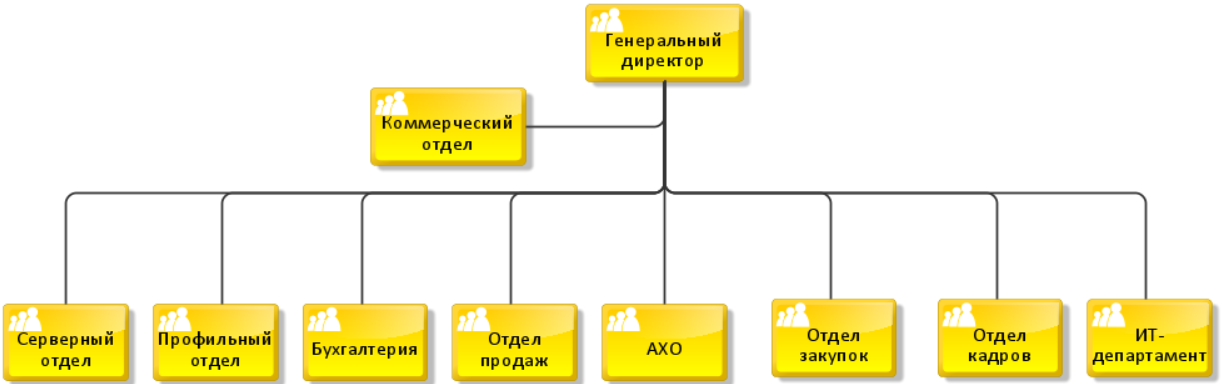 Генеральный
директор
Коммерческий
отдел
Серверный
отдел
Профильный
отдел
Бухгалтерия
Отдел
продаж
АХО
Отдел
закупок
Отдел
кадров
ИТ-
департамент